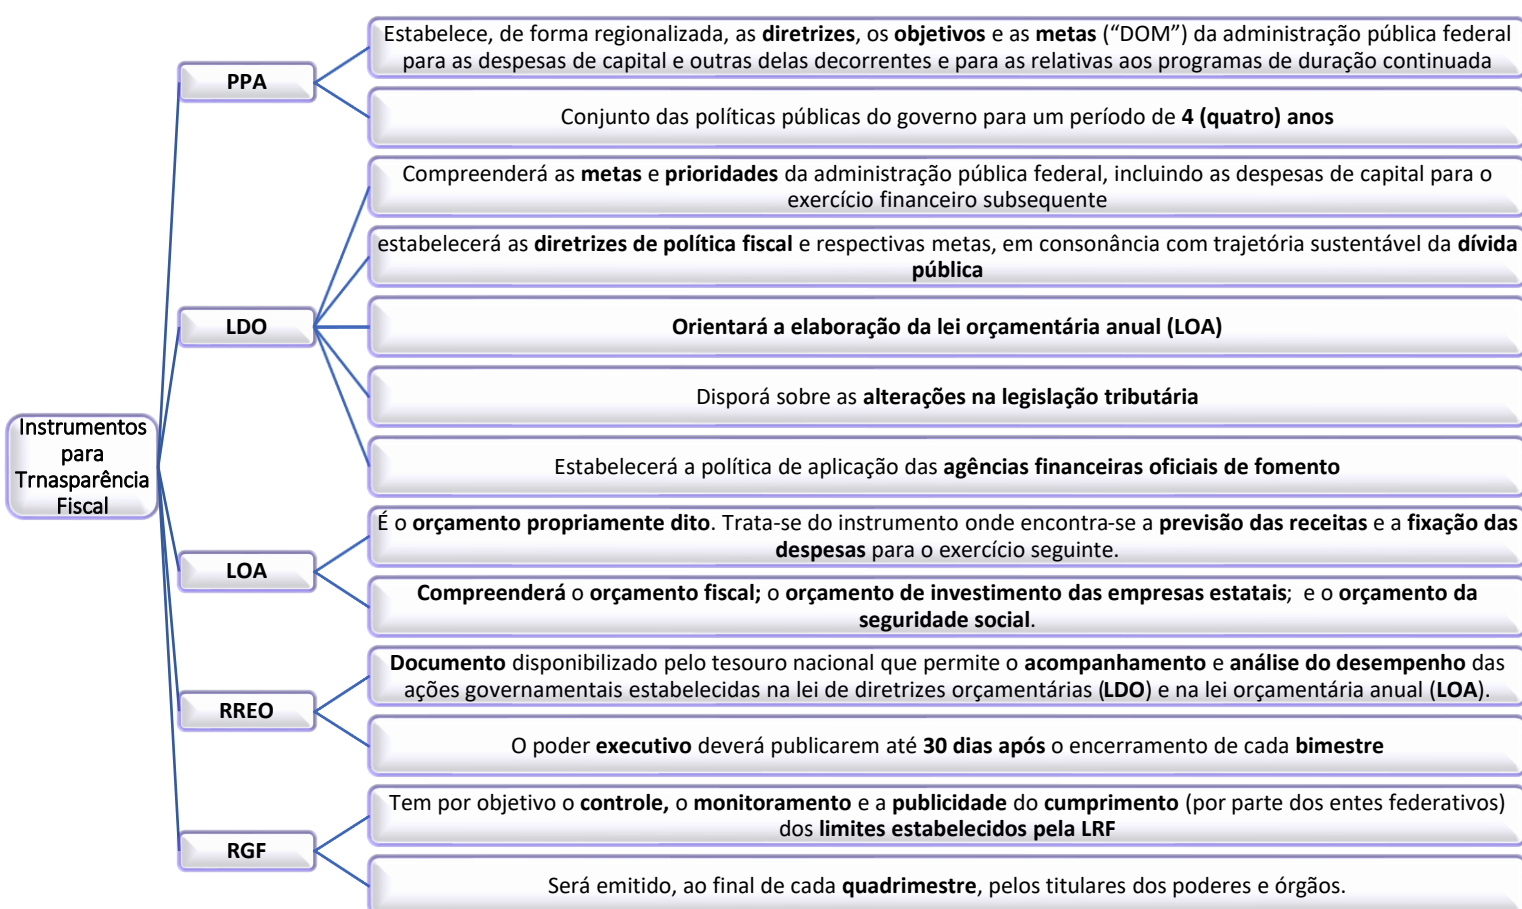 Instrumentos
para
Trnasparência
Fiscal
PPA
Estabelece, de forma regionalizada, as diretrizes, os objetivos e as metas (“DOM”) da administração pública federal
para as despesas de capital e outras delas decorrentes e para as relativas aos programas de duração continuada
Conjunto das políticas públicas do governo para um período de 4 (quatro) anos
LDO
Compreenderá as metas e prioridades da administração pública federal, incluindo as despesas de capital para o
exercício financeiro subsequente
estabelecerá as diretrizes de política fiscal e respectivas metas, em consonância com trajetória sustentável da dívida
pública
Orientará a elaboração da lei orçamentária anual (LOA)
Disporá sobre as alterações na legislação tributária
Estabelecerá a política de aplicação das agências financeiras oficiais de fomento
LOA
É o orçamento propriamente dito. Trata-se do instrumento onde encontra-se a previsão das receitas e a fixação das
despesas para o exercício seguinte.
Compreenderá o orçamento fiscal; o orçamento de investimento das empresas estatais; e o orçamento da
seguridade social.
RREO
Documento disponibilizado pelo tesouro nacional que permite o acompanhamento e análise do desempenho das
ações governamentais estabelecidas na lei de diretrizes orçamentárias (LDO) e na lei orçamentária anual (LOA).
O poder executivo deverá publicarem até 30 dias após o encerramento de cada bimestre
RGF
Tem por objetivo o controle, o monitoramento e a publicidade do cumprimento (por parte dos entes federativos)
dos limites estabelecidos pela LRF
Será emitido, ao final de cada quadrimestre, pelos titulares dos poderes e órgãos.